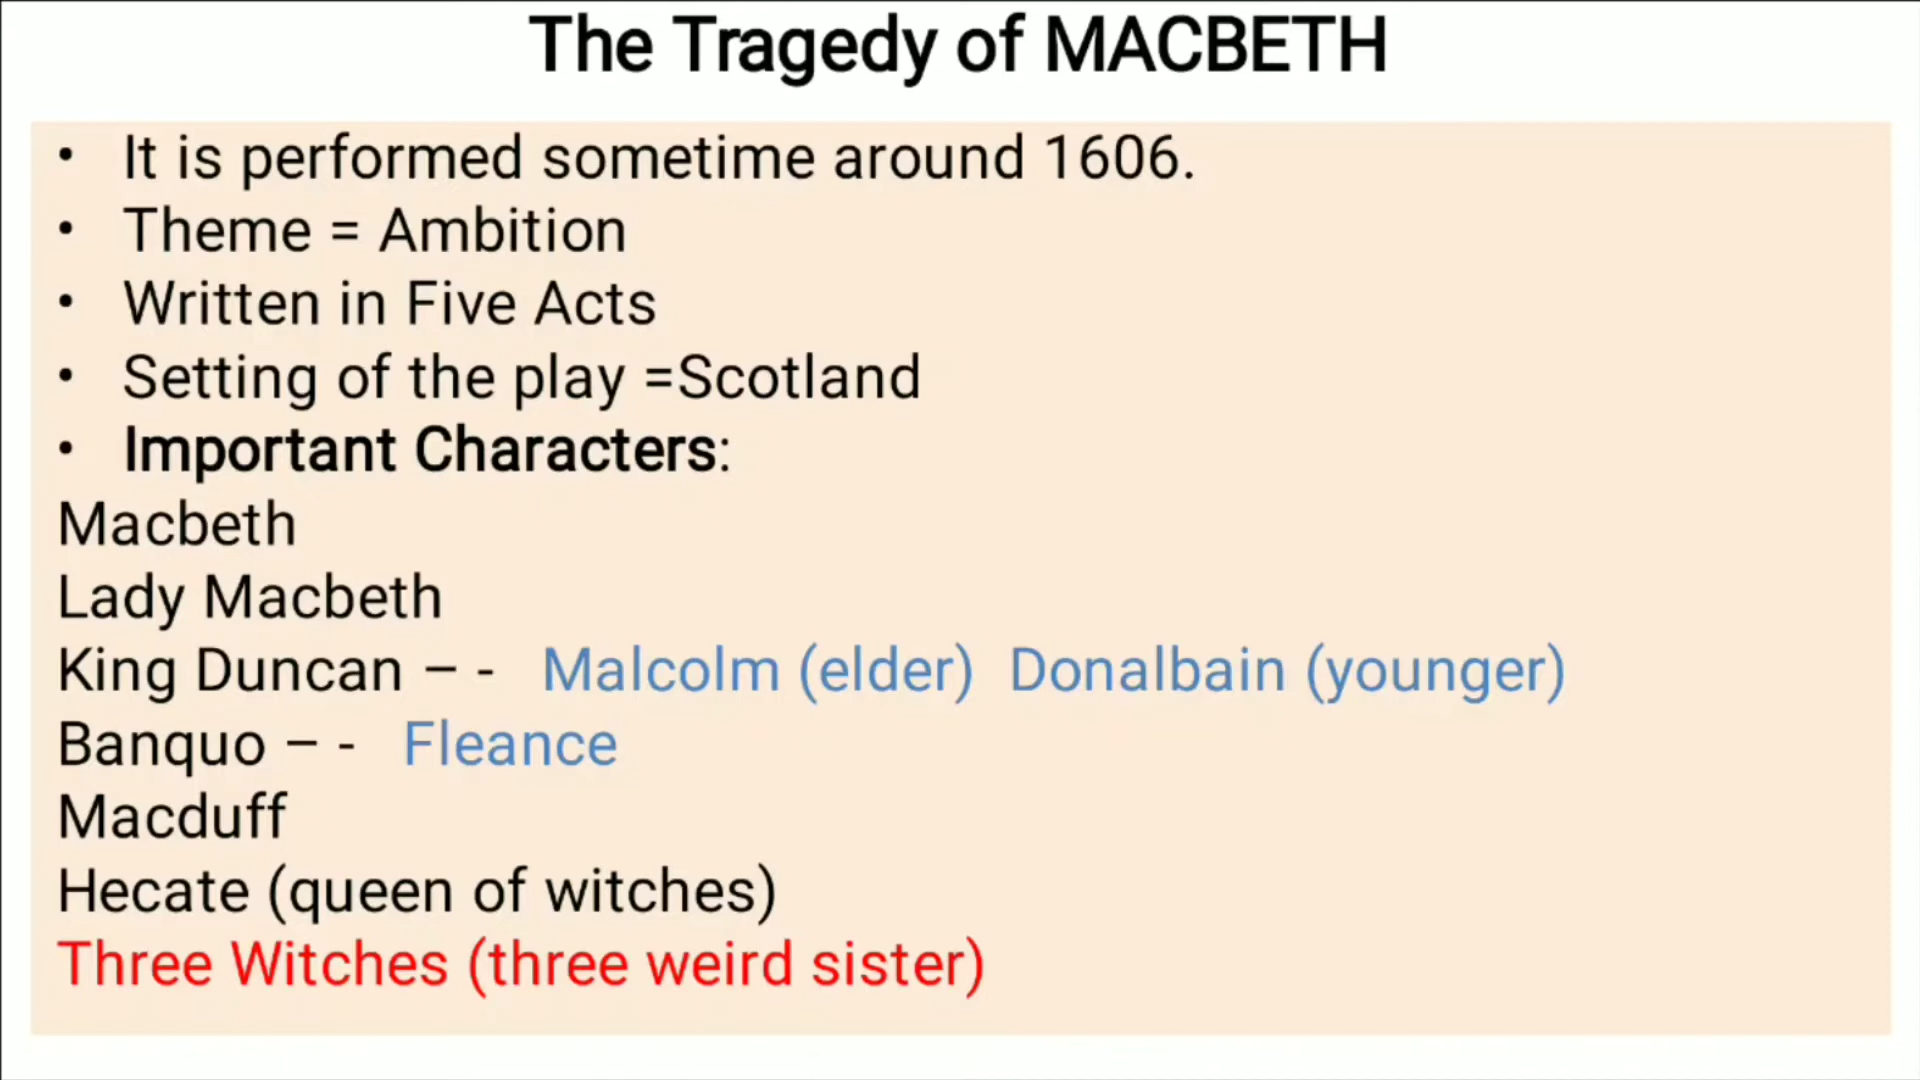 The Tragedy of MACBETH
• It is performed sometime around 1606.
• Theme = Ambition
• Written in Five Acts
• Setting of the play =Scotland
• Important Characters:
Macbeth
Lady Macbeth
King Duncan – - Malcolm (elder) Donalbain (younger)
Banquo – - Fleance
Macduff
Hecate (queen of witches)
Three Witches (three weird sister)